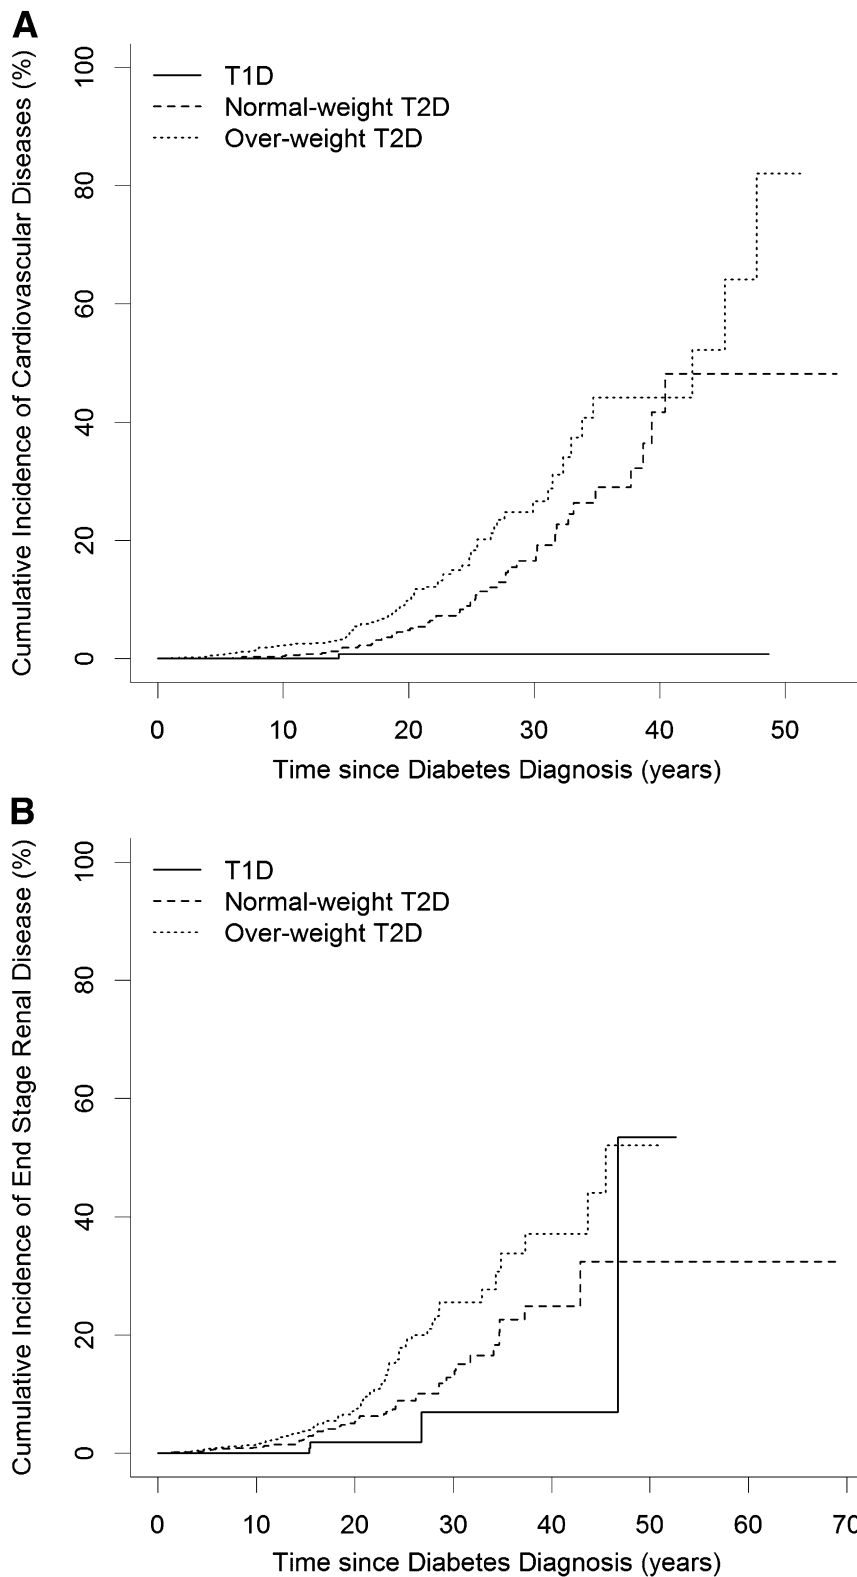 A
Cumulative Incidence of Cardiovascular Diseases (%)
100
80
60
40
20
0
T1D
Normal-weight T2D
Over-weight T2D
0 10 20 30 40 50
Time since Diabetes Diagnosis (years)
B
Cumulative Incidence of End Stage Renal Disease (%)
100
80
60
40
20
0
T1D
Normal-weight T2D
Over-weight T2D
0 10 20 30 40 50 60 70
Time since Diabetes Diagnosis (years)